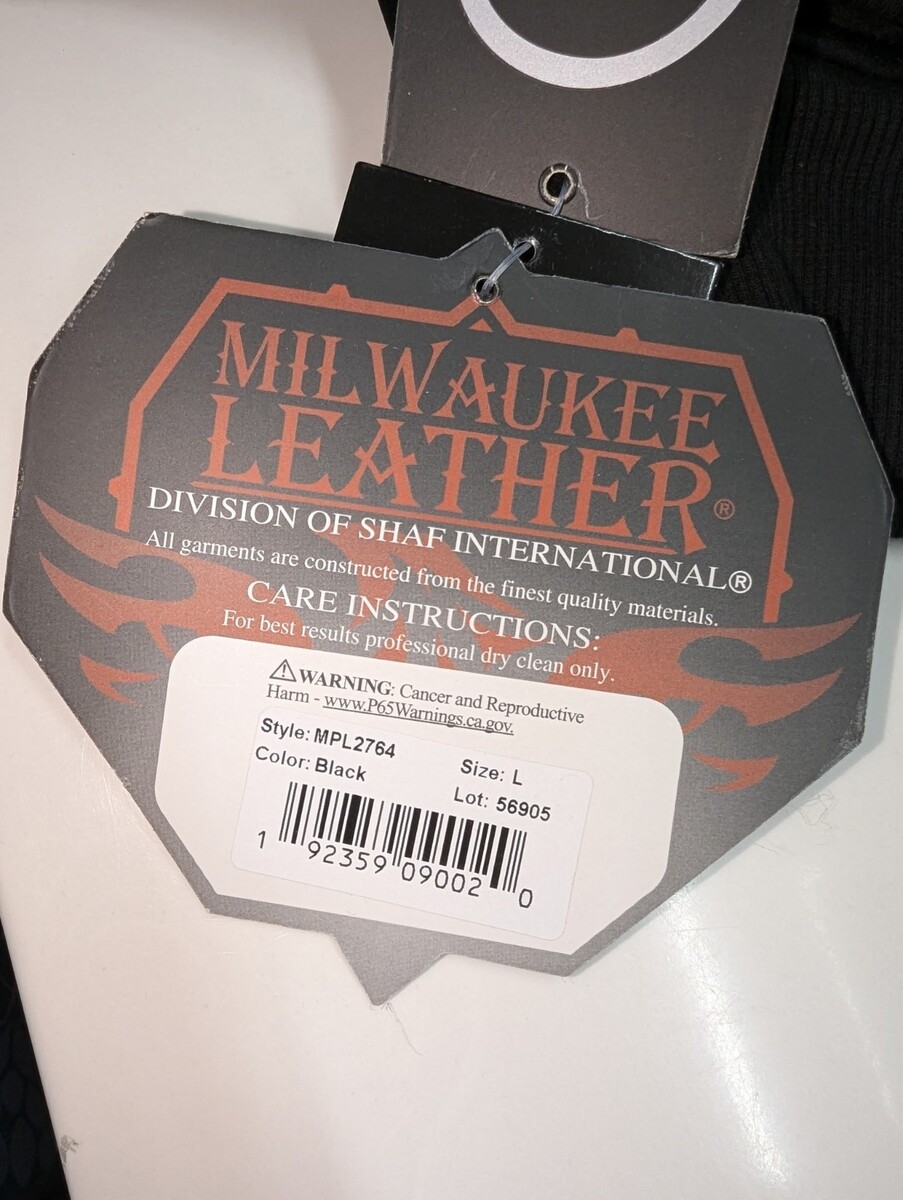 MILWAUKEE
LEATHER®
DIVISION OF SHAF INTERNATIONAL®
All garments are constructed from the finest quality materials.
CARE INSTRUCTIONS:
For best results professional dry clean only.
⚠WARNING: Cancer and Reproductive
Harm - www.P65Warnings.ca.gov.
Style: MPL2764 Size: L
Color: Black Lot: 56905
1 92359 09002 0